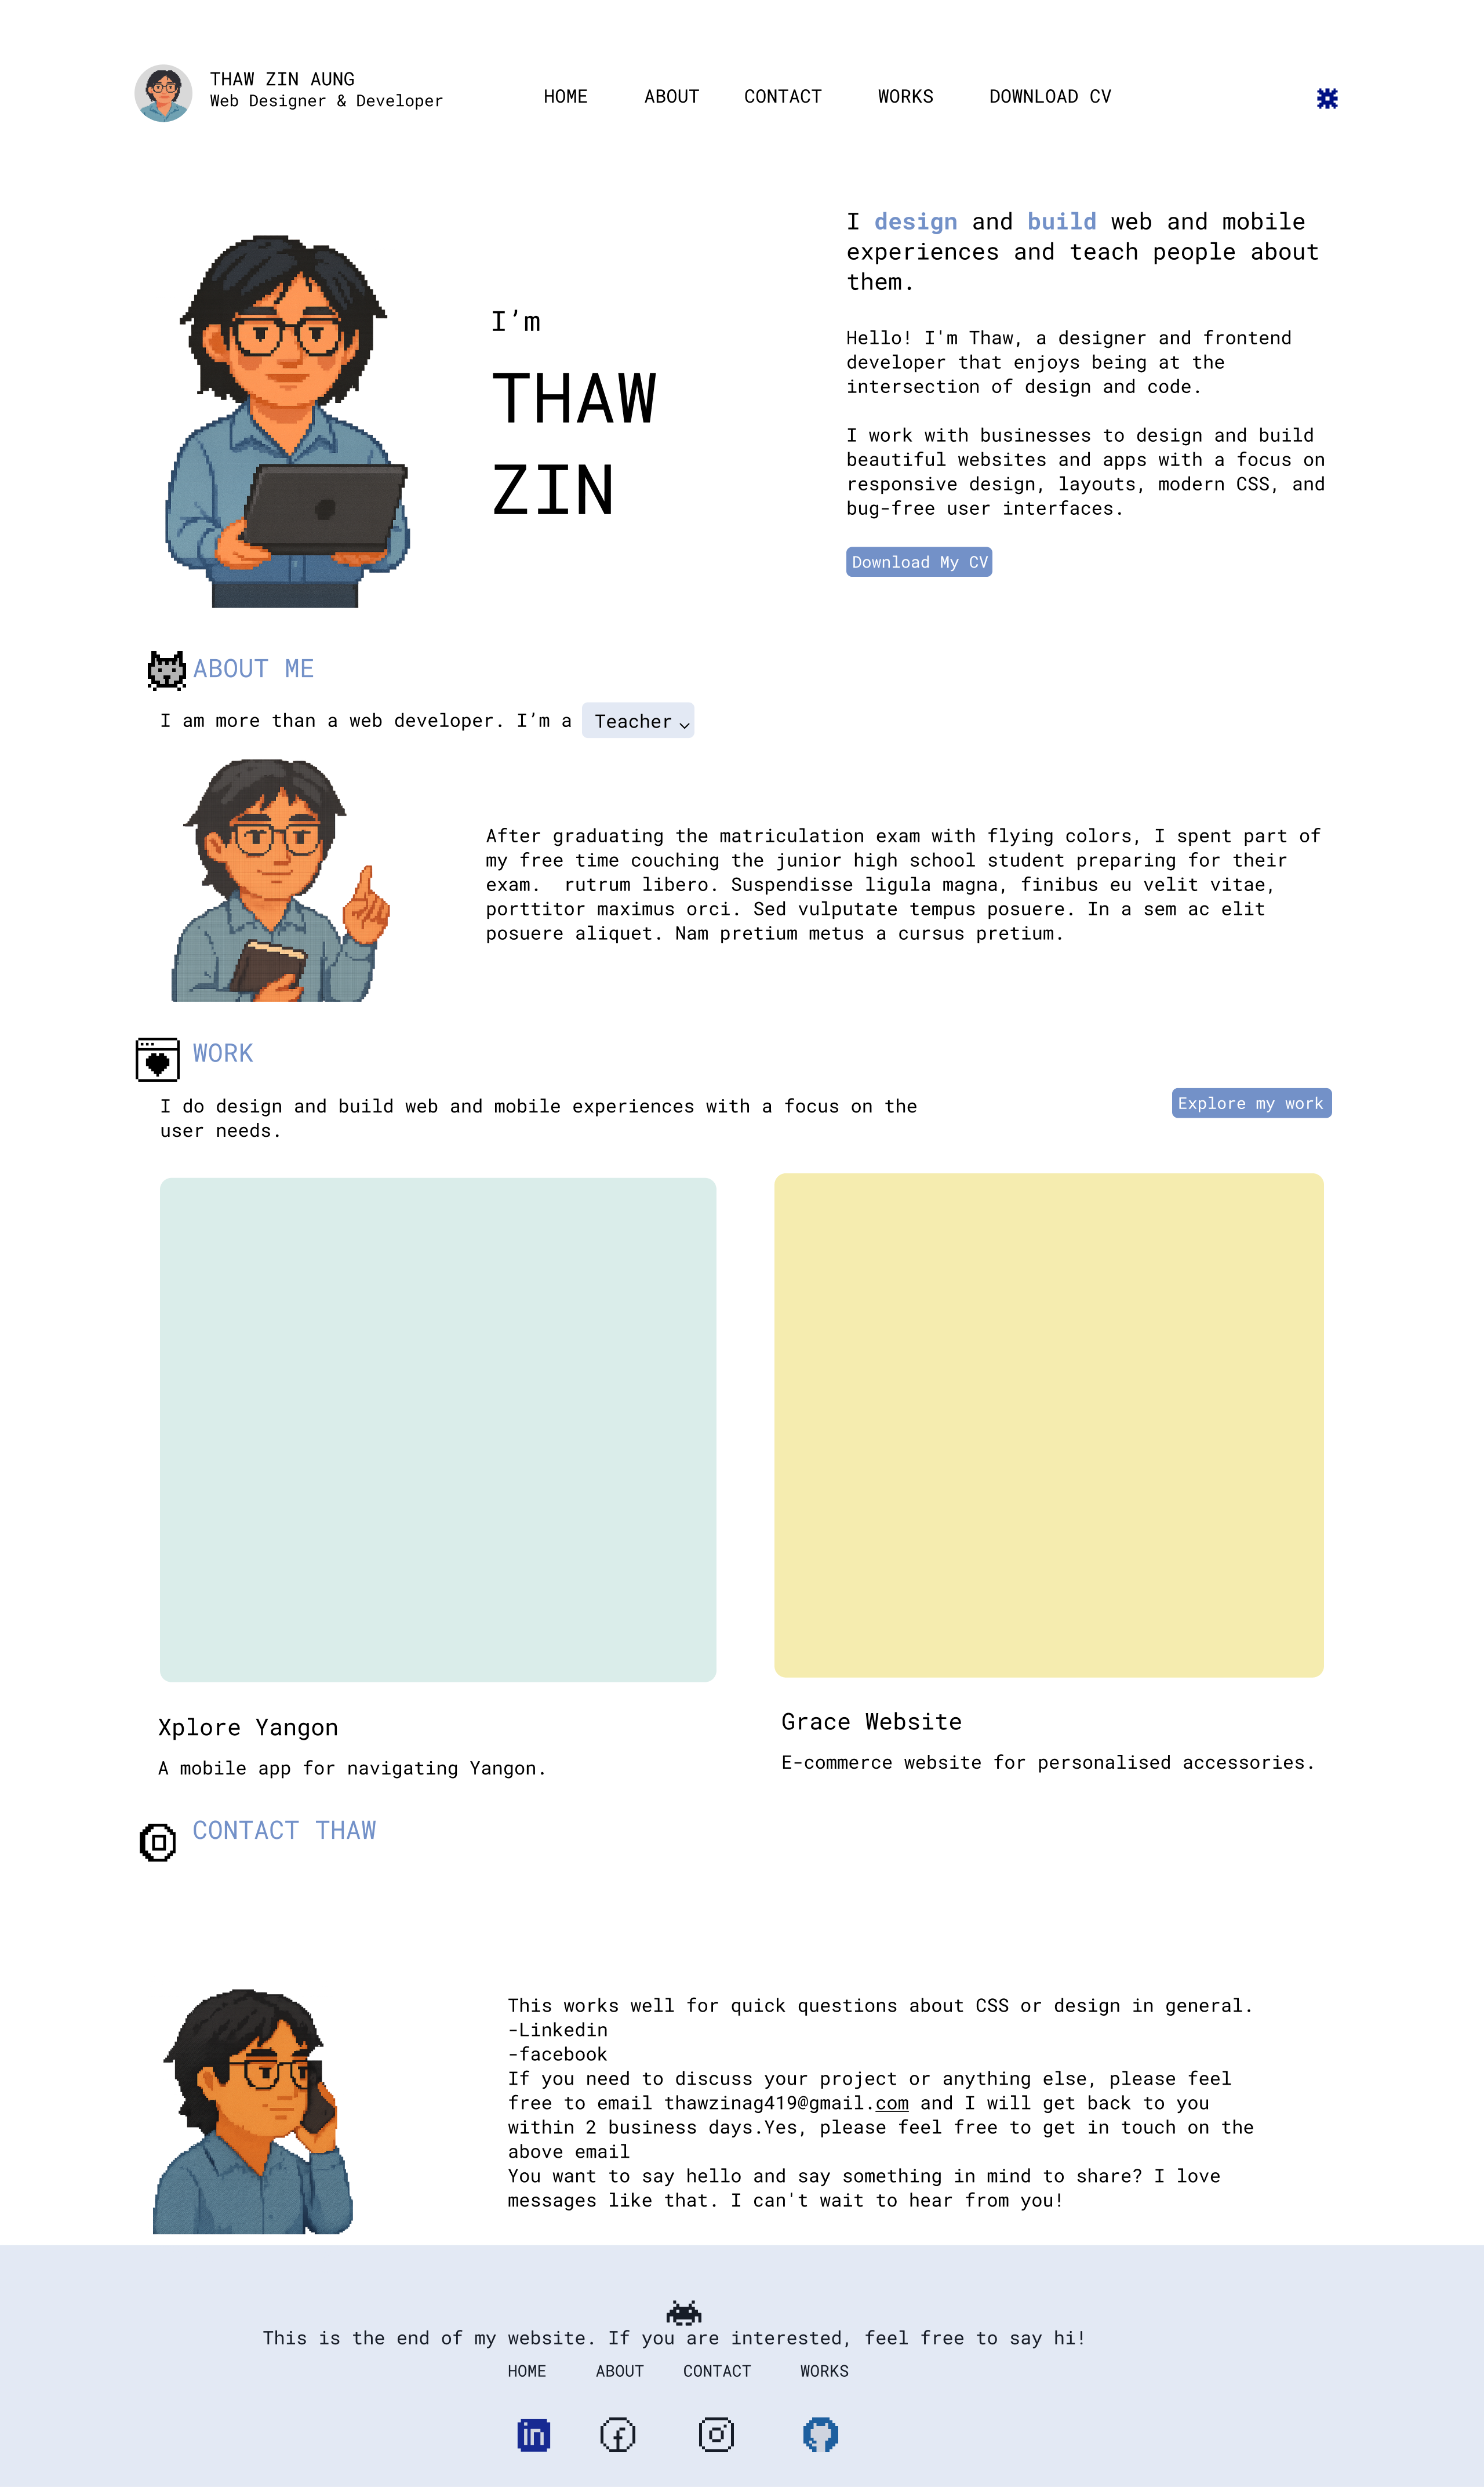 THAW ZIN AUNG
Web Designer & Developer
HOME ABOUT CONTACT WORKS DOWNLOAD CV
I’m
THAW
ZIN
I design and build web and mobile
experiences and teach people about
them.
Hello! I'm Thaw, a designer and frontend
developer that enjoys being at the
intersection of design and code.
I work with businesses to design and build
beautiful websites and apps with a focus on
responsive design, layouts, modern CSS, and
bug-free user interfaces.
Download My CV
ABOUT ME
I am more than a web developer. I’m a Teacher
After graduating the matriculation exam with flying colors, I spent part of
my free time couching the junior high school student preparing for their
exam.  rutrum libero. Suspendisse ligula magna, finibus eu velit vitae,
porttitor maximus orci. Sed vulputate tempus posuere. In a sem ac elit
posuere aliquet. Nam pretium metus a cursus pretium.
WORK
I do design and build web and mobile experiences with a focus on the
user needs.
Explore my work
Xplore Yangon
A mobile app for navigating Yangon.
Grace Website
E-commerce website for personalised accessories.
CONTACT THAW
This works well for quick questions about CSS or design in general.
-Linkedin
-facebook
If you need to discuss your project or anything else, please feel
free to email thawzinag419@gmail.com and I will get back to you
within 2 business days.Yes, please feel free to get in touch on the
above email
You want to say hello and say something in mind to share? I love
messages like that. I can't wait to hear from you!
This is the end of my website. If you are interested, feel free to say hi!
HOME ABOUT CONTACT WORKS
in